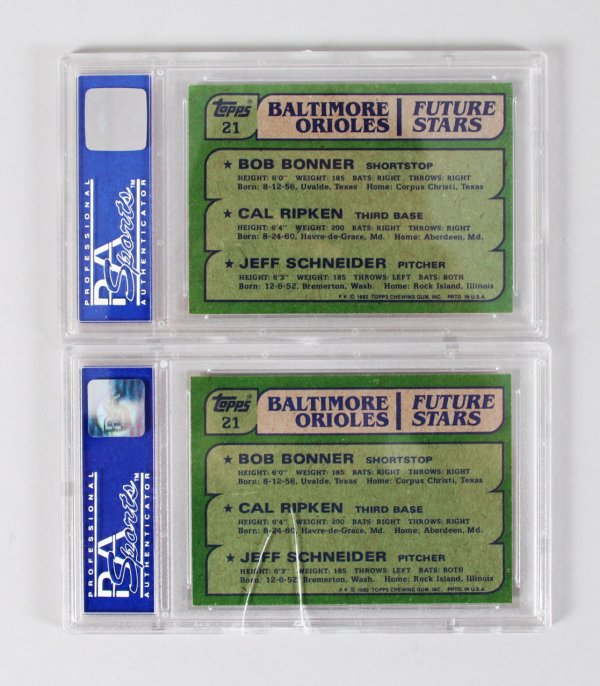 PROFESSIONAL
PSA Sports™
AUTHENTICATOR
Topps®
21
BALTIMORE ORIOLES
FUTURE STARS
★ BOB BONNER SHORTSTOP
HEIGHT: 6'0" WEIGHT: 185 BATS: RIGHT THROWS: RIGHT
Born: 8-12-56, Uvalde, Texas Home: Corpus Christi, Texas
★ CAL RIPKEN THIRD BASE
HEIGHT: 6'4" WEIGHT: 200 BATS: RIGHT THROWS: RIGHT
Born: 8-24-60, Havre-de-Grace, Md. Home: Aberdeen, Md.
★ JEFF SCHNEIDER PITCHER
HEIGHT: 6'3" WEIGHT: 185 THROWS: LEFT BATS: BOTH
Born: 12-6-52, Bremerton, Wash. Home: Rock Island, Illinois
© 1982 TOPPS CHEWING GUM, INC. PRTD. IN U.S.A.
PROFESSIONAL
PSA Sports™
AUTHENTICATOR
Topps®
21
BALTIMORE ORIOLES
FUTURE STARS
★ BOB BONNER SHORTSTOP
HEIGHT: 6'0" WEIGHT: 185 BATS: RIGHT THROWS: RIGHT
Born: 8-12-56, Uvalde, Texas Home: Corpus Christi, Texas
★ CAL RIPKEN THIRD BASE
HEIGHT: 6'4" WEIGHT: 200 BATS: RIGHT THROWS: RIGHT
Born: 8-24-60, Havre-de-Grace, Md. Home: Aberdeen, Md.
★ JEFF SCHNEIDER PITCHER
HEIGHT: 6'3" WEIGHT: 185 THROWS: LEFT BATS: BOTH
Born: 12-6-52, Bremerton, Wash. Home: Rock Island, Illinois
© 1982 TOPPS CHEWING GUM, INC. PRTD. IN U.S.A.